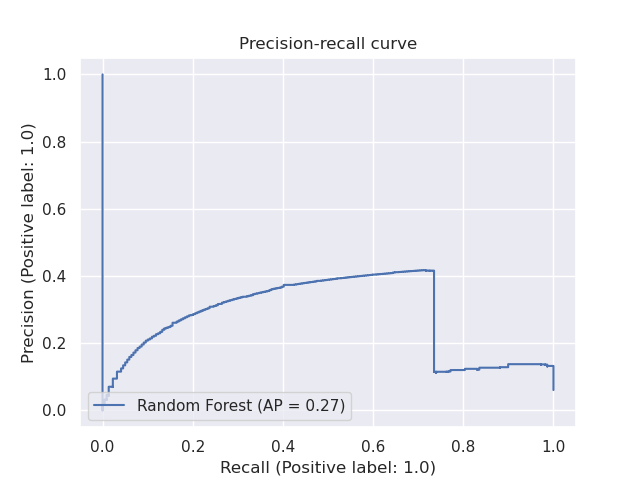 Precision-recall curve
Precision (Positive label: 1.0)
1.0
0.8
0.6
0.4
0.2
0.0
Random Forest (AP = 0.27)
0.0 0.2 0.4 0.6 0.8 1.0
Recall (Positive label: 1.0)